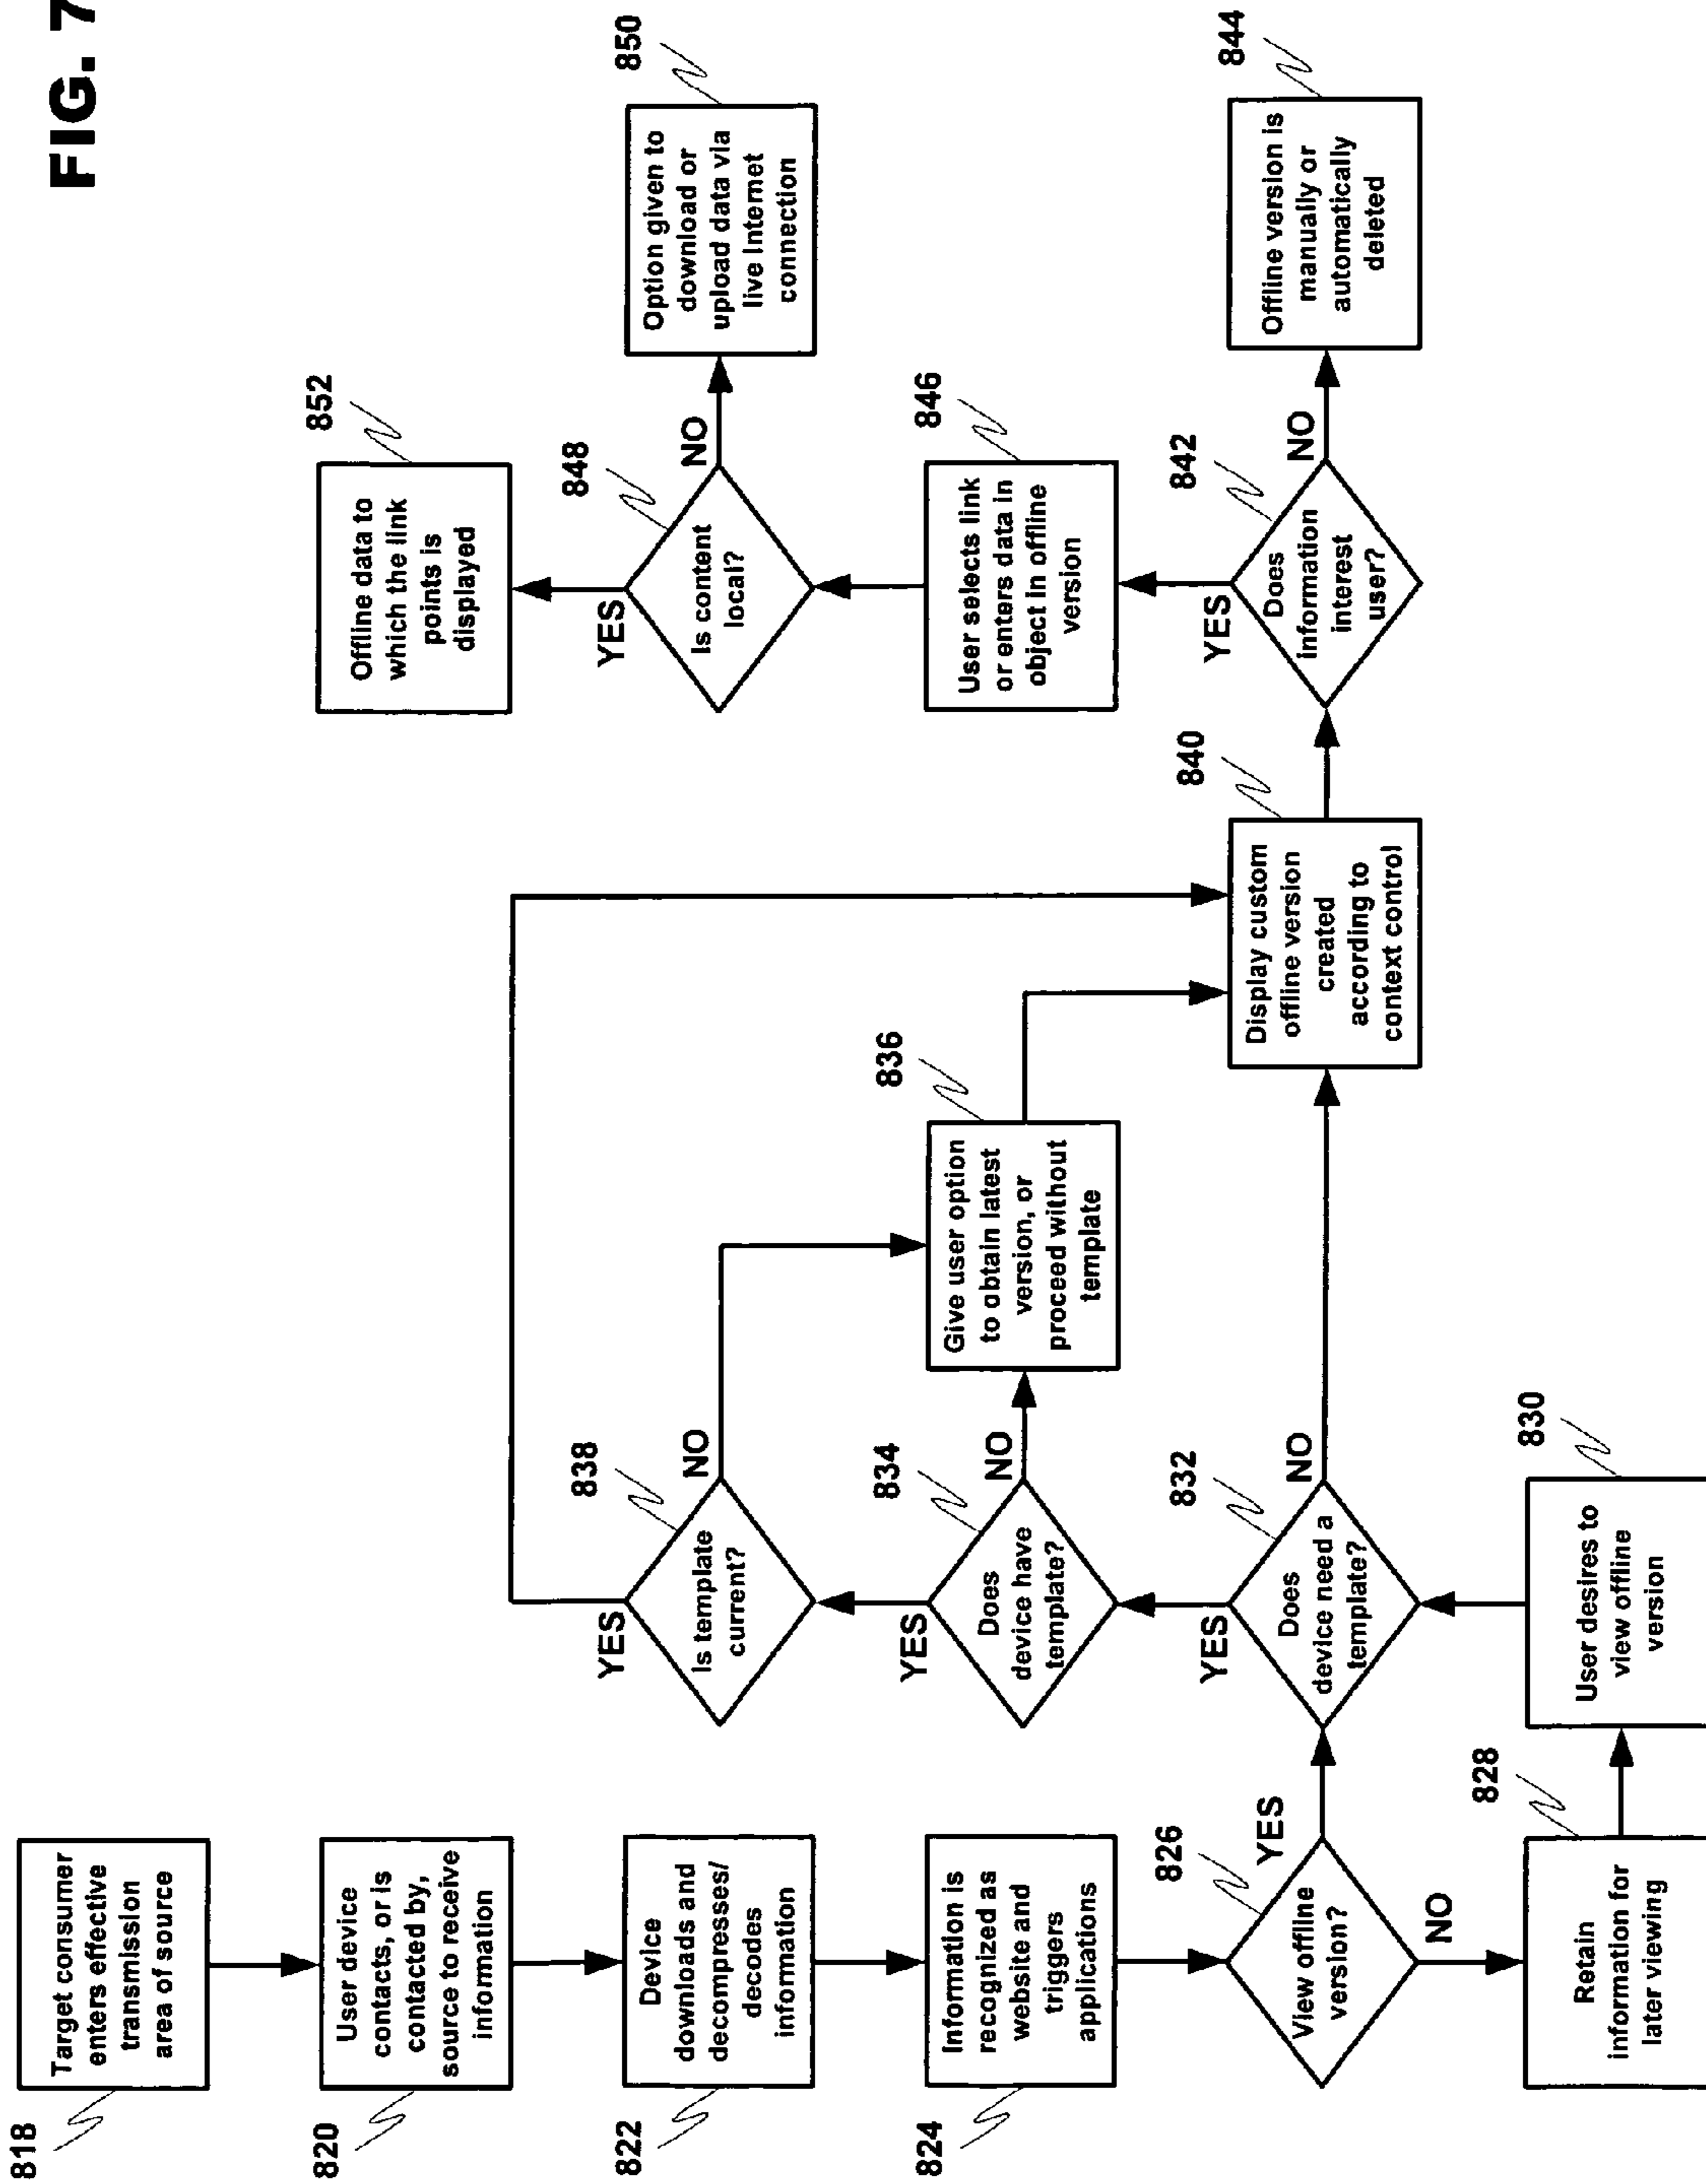 FIG. 7
818
Target consumer
enters effective
transmission
area of source
820
User device
contacts, or is
contacted by,
source to receive
information
822
Device
downloads and
decompresses/
decodes
information
824
Information is
recognized as
website and
triggers
applications
826
View offline
version?
YES
NO
828
Retain
information for
later viewing
830
User desires to
view offline
version
832
Does
device need a
template?
YES
NO
834
Does
device have
template?
YES
NO
836
Give user option
to obtain latest
version, or
proceed without
template
838
Is template
current?
YES
NO
840
Display custom
offline version
created
according to
context control
842
Does
information
interest
user?
YES
NO
844
Offline version is
manually or
automatically
deleted
846
User selects link
or enters data in
object in offline
version
848
Is content
local?
YES
NO
850
Option given to
download or
upload data via
live Internet
connection
852
Offline data to
which the link
points is
displayed